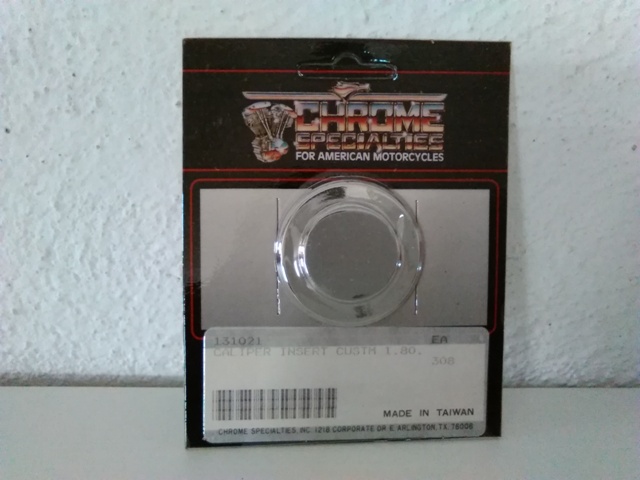 CHROME
SPECIALTIES
FOR AMERICAN MOTORCYCLES
131021 EA
CALIPER INSERT CUSTM 1.80.
308
MADE IN TAIWAN
CHROME SPECIALTIES INC. 1218 CORPORATE DR E. ARLINGTON, TX. 76006